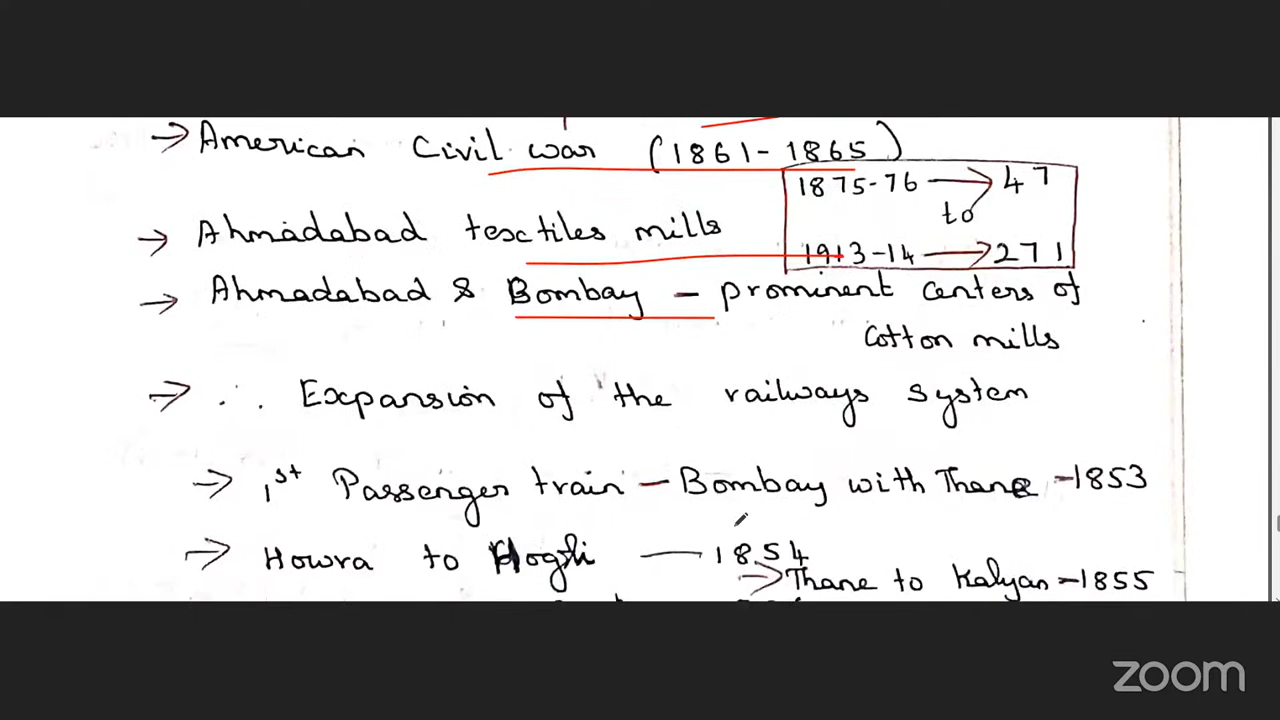 → American Civil war (1861 - 1865)
1875-76 → 47
to
1913-14 → 271
→ Ahmadabad textiles mills
→ Ahmadabad & Bombay - prominent centers of
Cotton mills
→ ∴ Expansion of the railways system
→ 1st Passenger train - Bombay with Thane - 1853
→ Howra to Hogli — 1854
→ Thane to Kalyan - 1855
zoom